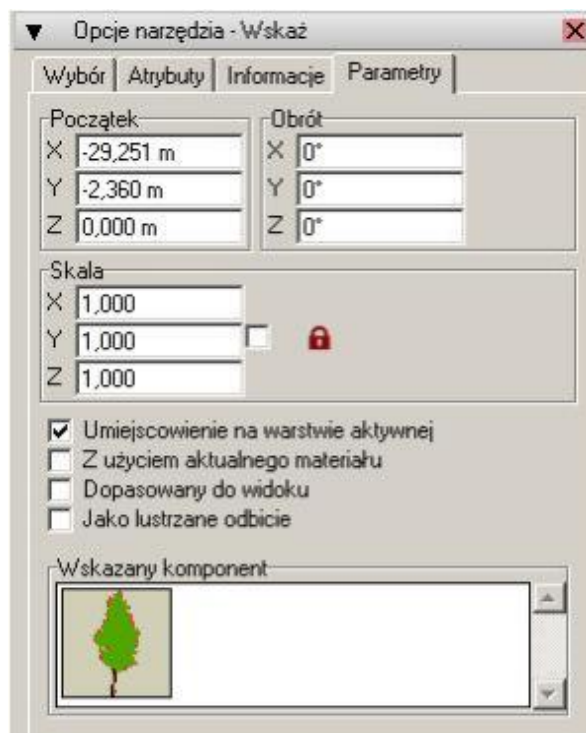 Opcje narzędzia - Wskaż
Wybór Atrybuty Informacje Parametry
Początek Obrót
X -29,251 m X 0°
Y -2,360 m Y 0°
Z 0,000 m Z 0°
Skala
X 1,000
Y 1,000
Z 1,000
Umiejscowienie na warstwie aktywnej
Z użyciem aktualnego materiału
Dopasowany do widoku
Jako lustrzane odbicie
Wskazany komponent